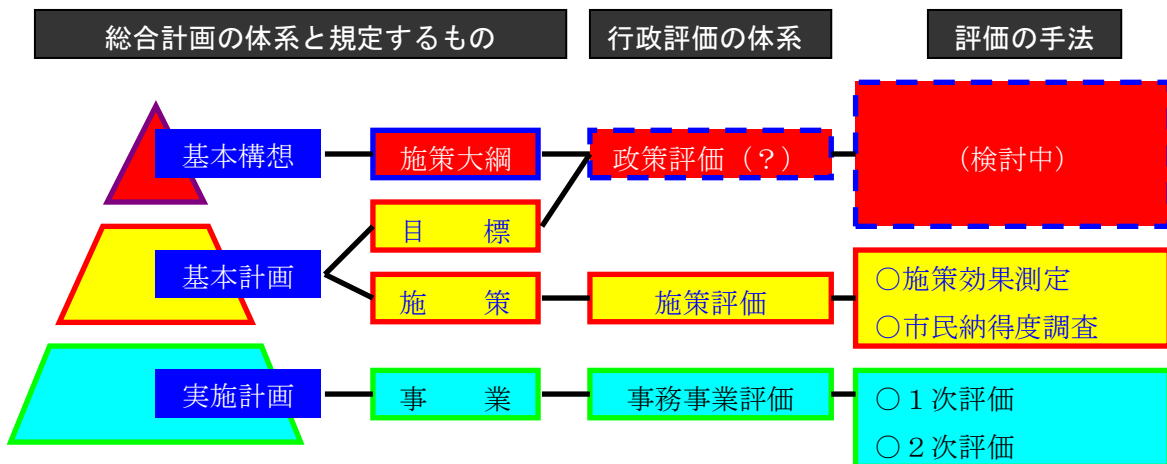 総合計画の体系と規定するもの
行政評価の体系
評価の手法
基本構想
施策大綱
政策評価（？）
（検討中）
目　　標
基本計画
施　　策
施策評価
○施策効果測定
○市民納得度調査
実施計画
事　　業
事務事業評価
○１次評価
○２次評価